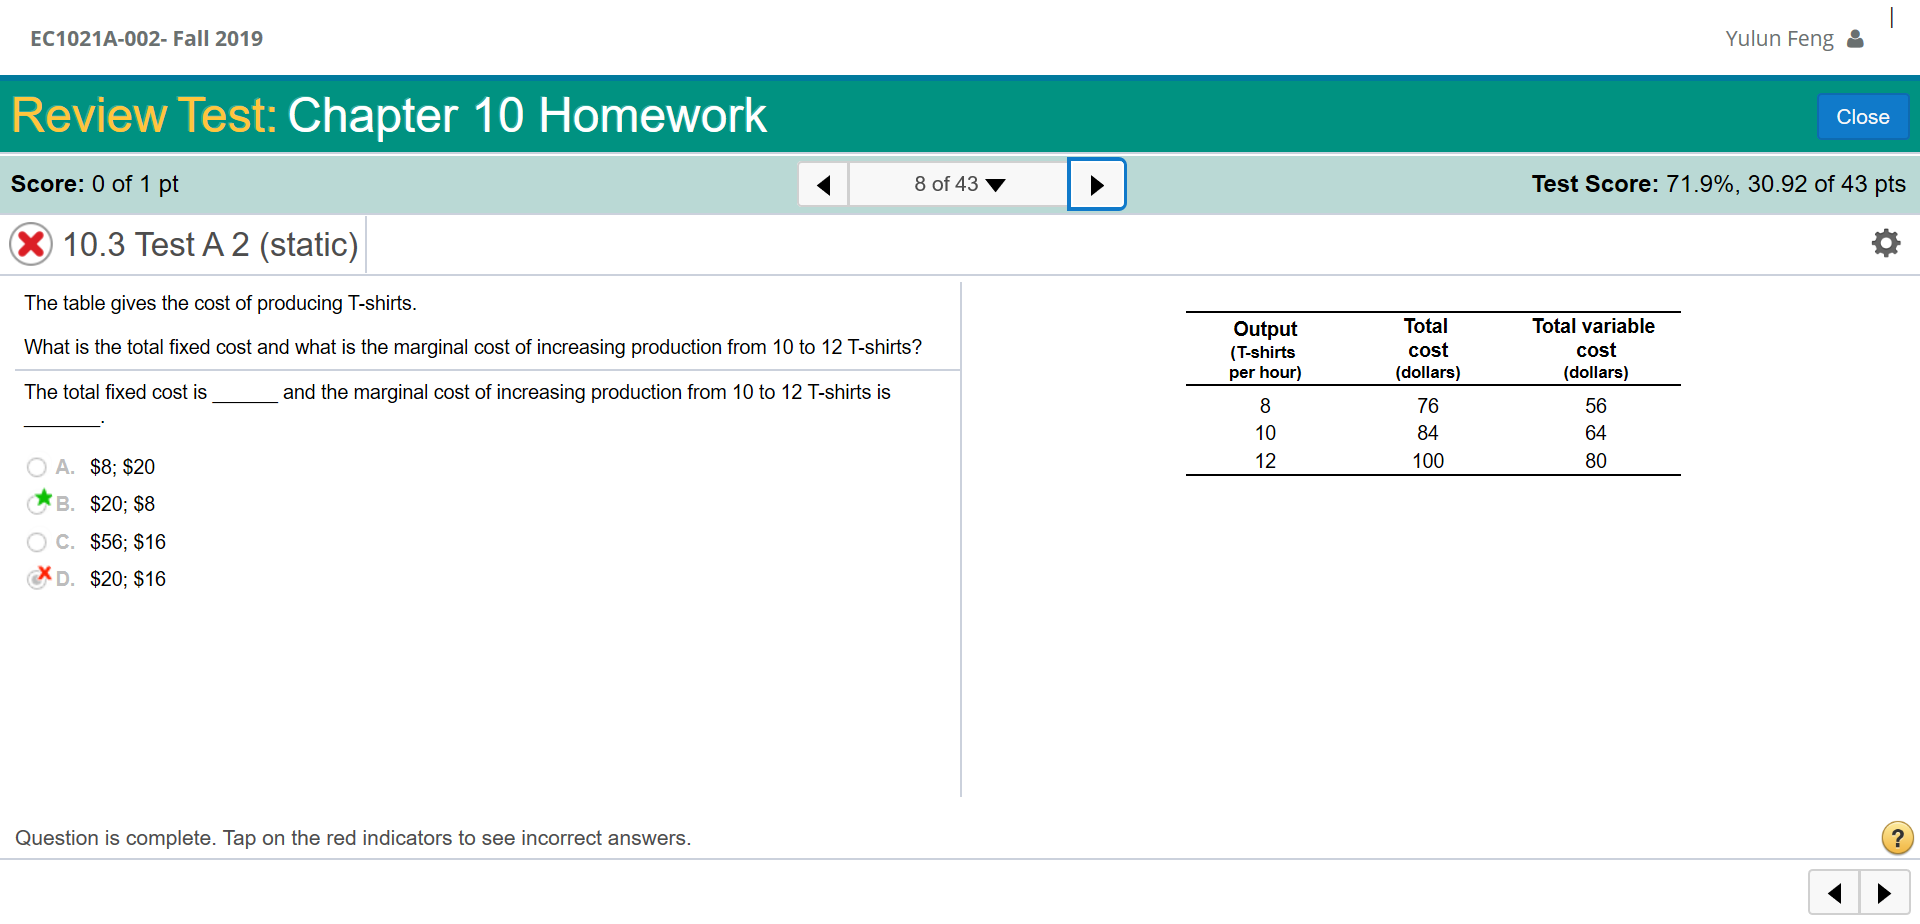 EC1021A-002- Fall 2019
Yulun Feng
Review Test: Chapter 10 Homework
Close
Score: 0 of 1 pt
8 of 43
Test Score: 71.9%, 30.92 of 43 pts
10.3 Test A 2 (static)
The table gives the cost of producing T-shirts.
What is the total fixed cost and what is the marginal cost of increasing production from 10 to 12 T-shirts?
The total fixed cost is ______ and the marginal cost of increasing production from 10 to 12 T-shirts is
_______.
A. $8; $20
B. $20; $8
C. $56; $16
D. $20; $16
Output Total Total variable
(T-shirts cost cost
per hour) (dollars) (dollars)
8 76 56
10 84 64
12 100 80
Question is complete. Tap on the red indicators to see incorrect answers.
?